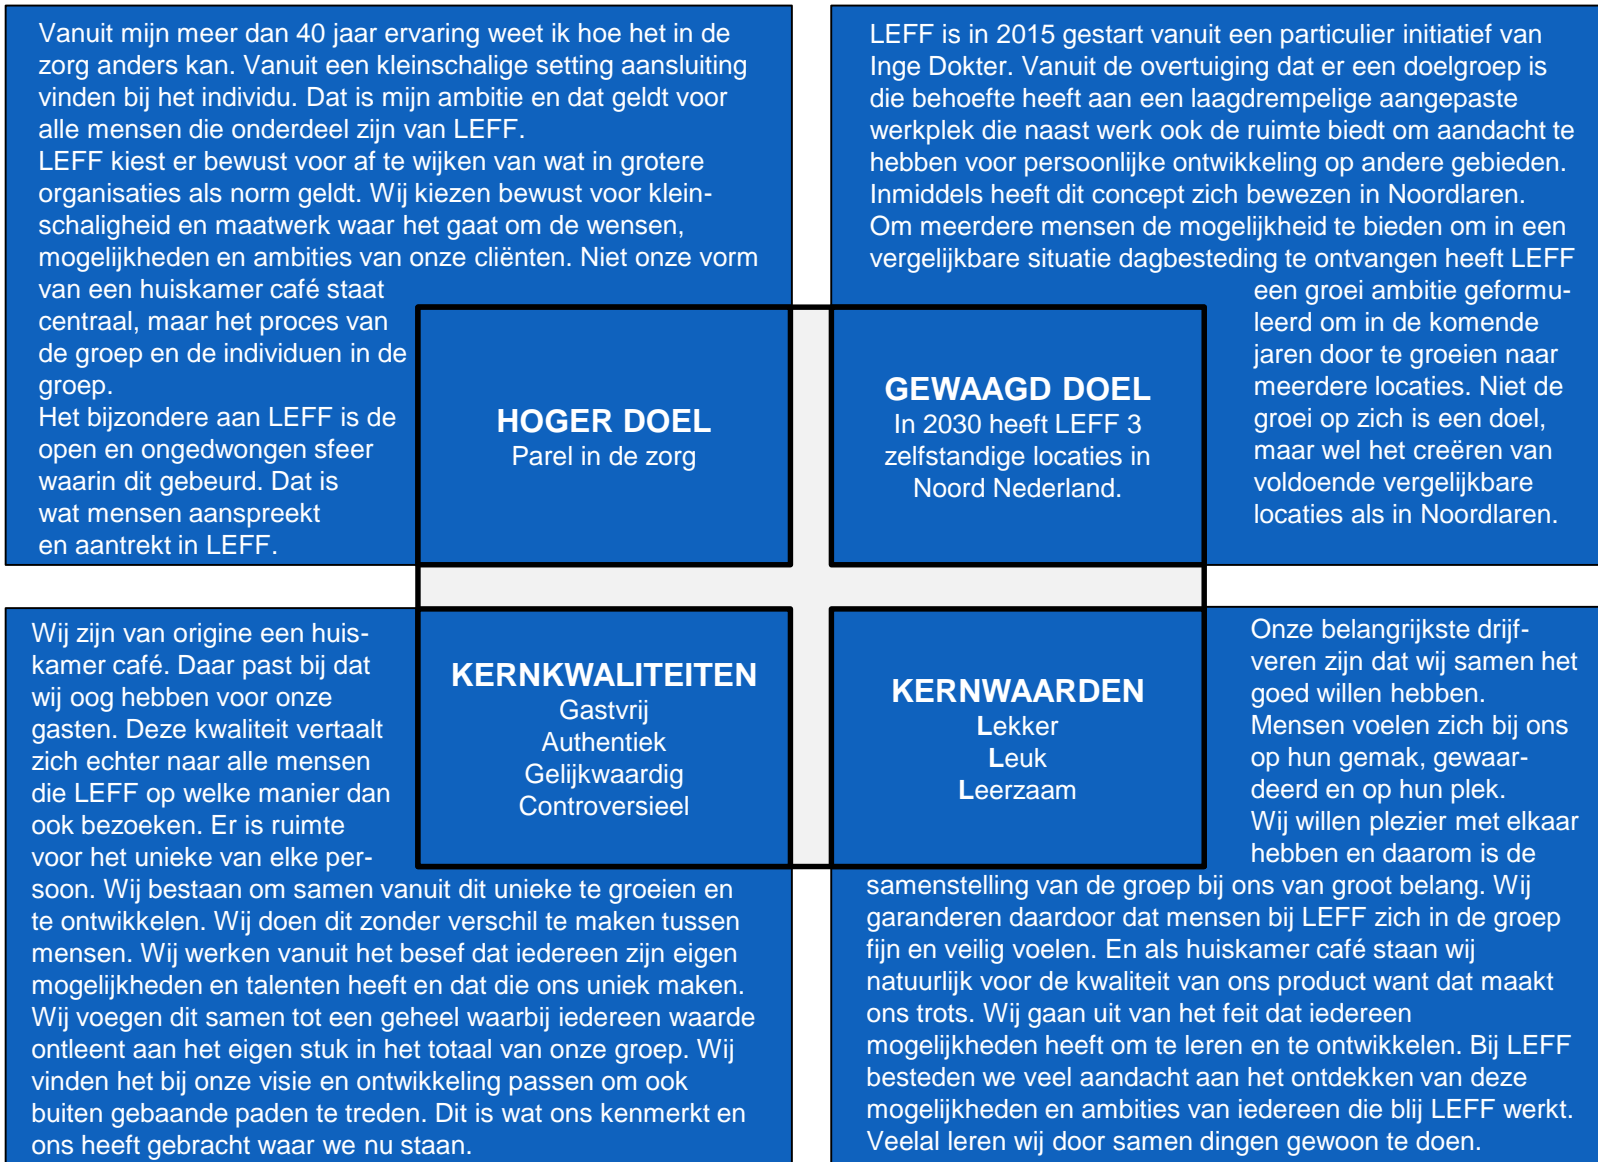 Vanuit mijn meer dan 40 jaar ervaring weet ik hoe het in de
zorg anders kan. Vanuit een kleinschalige setting aansluiting
vinden bij het individu. Dat is mijn ambitie en dat geldt voor
alle mensen die onderdeel zijn van LEFF.
LEFF kiest er bewust voor af te wijken van wat in grotere
organisaties als norm geldt. Wij kiezen bewust voor klein-
schaligheid en maatwerk waar het gaat om de wensen,
mogelijkheden en ambities van onze cliënten. Niet onze vorm
van een huiskamer café staat
centraal, maar het proces van
de groep en de individuen in de
groep.
Het bijzondere aan LEFF is de
open en ongedwongen sfeer
waarin dit gebeurd. Dat is
wat mensen aanspreekt
en aantrekt in LEFF.
HOGER DOEL
Parel in de zorg
LEFF is in 2015 gestart vanuit een particulier initiatief van
Inge Dokter. Vanuit de overtuiging dat er een doelgroep is
die behoefte heeft aan een laagdrempelige aangepaste
werkplek die naast werk ook de ruimte biedt om aandacht te
hebben voor persoonlijke ontwikkeling op andere gebieden.
Inmiddels heeft dit concept zich bewezen in Noordlaren.
Om meerdere mensen de mogelijkheid te bieden om in een
vergelijkbare situatie dagbesteding te ontvangen heeft LEFF
een groei ambitie geformu-
leerd om in de komende
jaren door te groeien naar
meerdere locaties. Niet de
groei op zich is een doel,
maar wel het creëren van
voldoende vergelijkbare
locaties als in Noordlaren.
GEWAAGD DOEL
In 2030 heeft LEFF 3
zelfstandige locaties in
Noord Nederland.
Wij zijn van origine een huis-
kamer café. Daar past bij dat
wij oog hebben voor onze
gasten. Deze kwaliteit vertaalt
zich echter naar alle mensen
die LEFF op welke manier dan
ook bezoeken. Er is ruimte
voor het unieke van elke per-
soon. Wij bestaan om samen vanuit dit unieke te groeien en
te ontwikkelen. Wij doen dit zonder verschil te maken tussen
mensen. Wij werken vanuit het besef dat iedereen zijn eigen
mogelijkheden en talenten heeft en dat die ons uniek maken.
Wij voegen dit samen tot een geheel waarbij iedereen waarde
ontleent aan het eigen stuk in het totaal van onze groep. Wij
vinden het bij onze visie en ontwikkeling passen om ook
buiten gebaande paden te treden. Dit is wat ons kenmerkt en
ons heeft gebracht waar we nu staan.
KERNKWALITEITEN
Gastvrij
Authentiek
Gelijkwaardig
Controversieel
KERNWAARDEN
Lekker
Leuk
Leerzaam
Onze belangrijkste drijf-
veren zijn dat wij samen het
goed willen hebben.
Mensen voelen zich bij ons
op hun gemak, gewaar-
deerd en op hun plek.
Wij willen plezier met elkaar
hebben en daarom is de
samenstelling van de groep bij ons van groot belang. Wij
garanderen daardoor dat mensen bij LEFF zich in de groep
fijn en veilig voelen. En als huiskamer café staan wij
natuurlijk voor de kwaliteit van ons product want dat maakt
ons trots. Wij gaan uit van het feit dat iedereen
mogelijkheden heeft om te leren en te ontwikkelen. Bij LEFF
besteden we veel aandacht aan het ontdekken van deze
mogelijkheden en ambities van iedereen die blij LEFF werkt.
Veelal leren wij door samen dingen gewoon te doen.